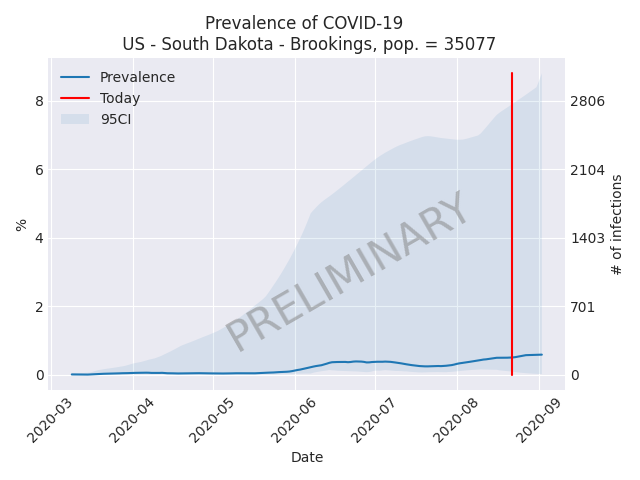 Prevalence of COVID-19
US - South Dakota - Brookings, pop. = 35077
Prevalence
Today
95CI
8
6
4
2
0
%
2806
2104
1403
701
0
# of infections
PRELIMINARY
2020-03
2020-04
2020-05
2020-06
2020-07
2020-08
2020-09
Date